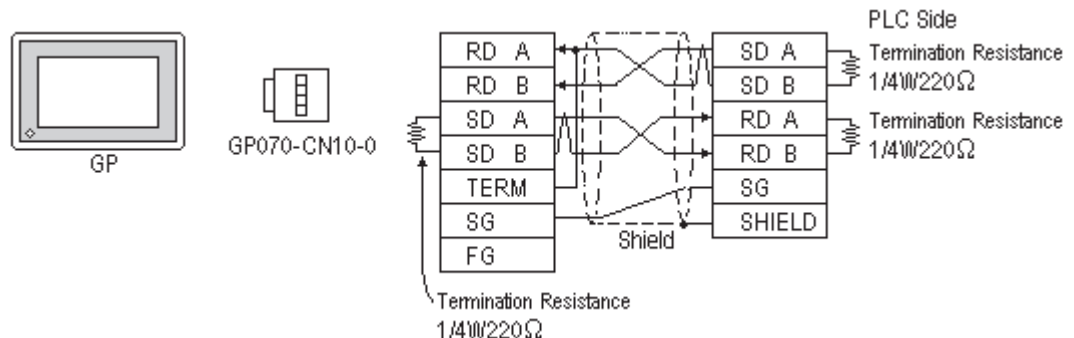 PLC Side
RD A
RD B
SD A
SD B
TERM
SG
FG
SD A
SD B
RD A
RD B
SG
SHIELD
Termination Resistance
1/4W220Ω
Termination Resistance
1/4W220Ω
GP
GP070-CN10-0
Shield
Termination Resistance
1/4W220Ω